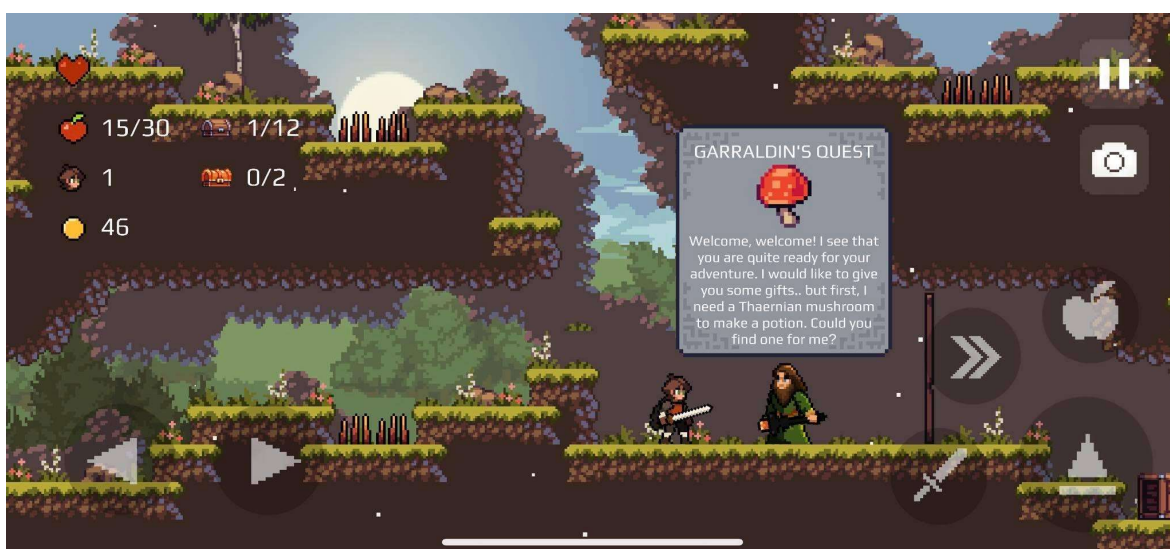 15/30 1/12
1 0/2
46
GARRALDIN'S QUEST
Welcome, welcome! I see that
you are quite ready for your
adventure. I would like to give
you some gifts.. but first, I
need a Thaernian mushroom
to make a potion. Could you
find one for me?